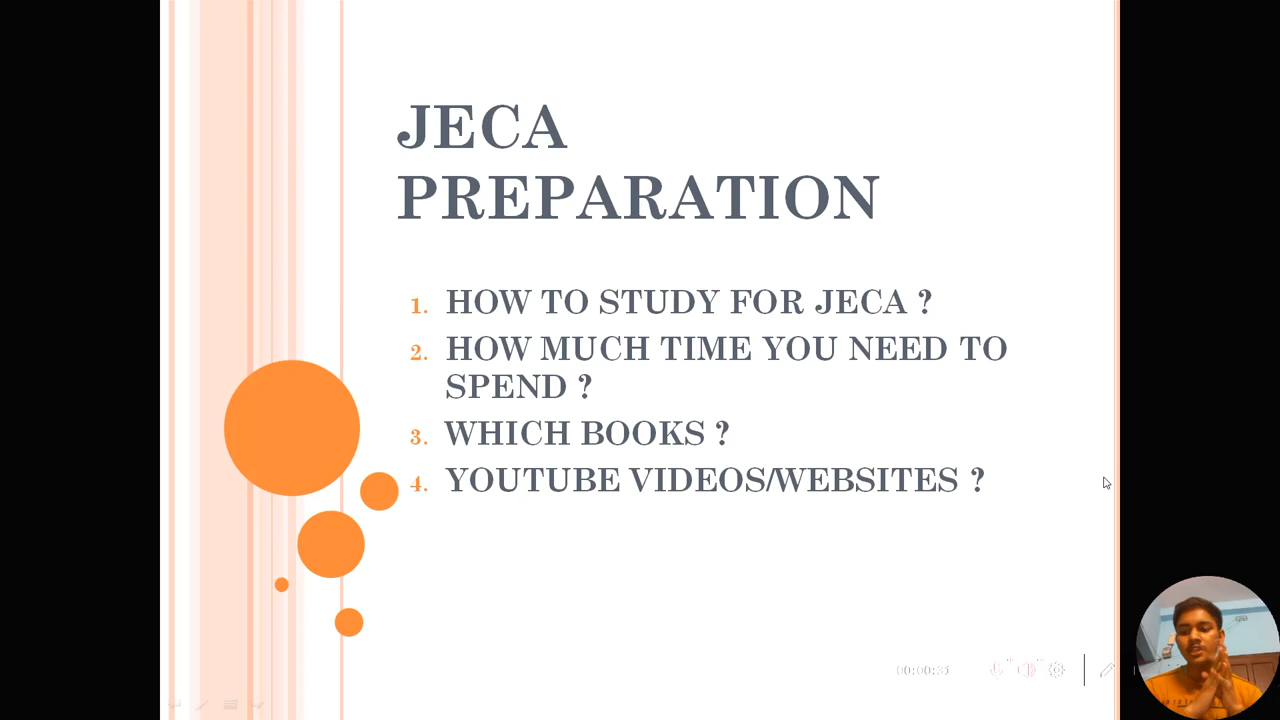 JECA
PREPARATION
1. HOW TO STUDY FOR JECA ?
2. HOW MUCH TIME YOU NEED TO
SPEND ?
3. WHICH BOOKS ?
4. YOUTUBE VIDEOS/WEBSITES ?